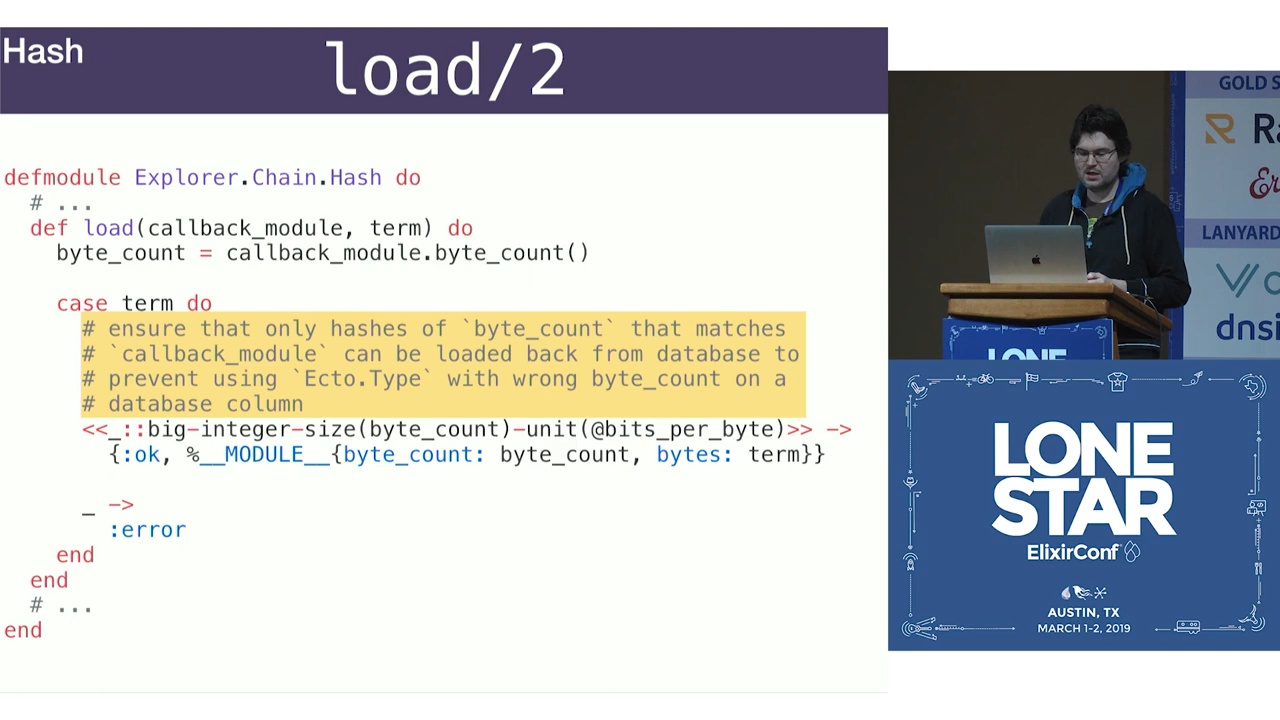 Hash
load/2
defmodule Explorer.Chain.Hash do
  # ...
  def load(callback_module, term) do
    byte_count = callback_module.byte_count()

    case term do
      # ensure that only hashes of `byte_count` that matches
      # `callback_module` can be loaded back from database to
      # prevent using `Ecto.Type` with wrong byte_count on a
      # database column
      <<_::big-integer-size(byte_count)-unit(@bits_per_byte)>> ->
        {:ok, %__MODULE__{byte_count: byte_count, bytes: term}}

      _ ->
        :error
    end
  end
  # ...
end
GOLD S
LANYARD
dnsi
LONE
LONE
STAR
ElixirConf
AUSTIN, TX
MARCH 1-2, 2019